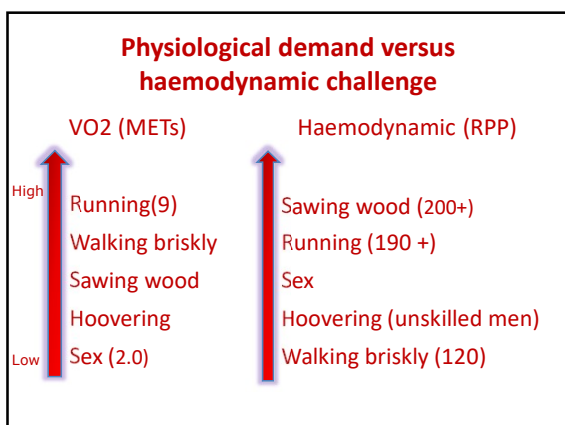 Physiological demand versus
haemodynamic challenge
VO2 (METs)
High
Running(9)
Walking briskly
Sawing wood
Hoovering
Low
Sex (2.0)
Haemodynamic (RPP)
Sawing wood (200+)
Running (190 +)
Sex
Hoovering (unskilled men)
Walking briskly (120)